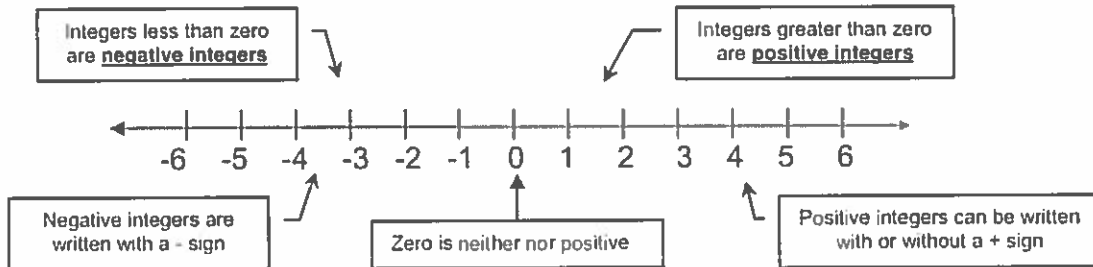 Integers less than zero
are negative integers
Integers greater than zero
are positive integers
-6 -5 -4 -3 -2 -1 0 1 2 3 4 5 6
Negative integers are
written with a - sign
Zero is neither nor positive
Positive integers can be written
with or without a + sign